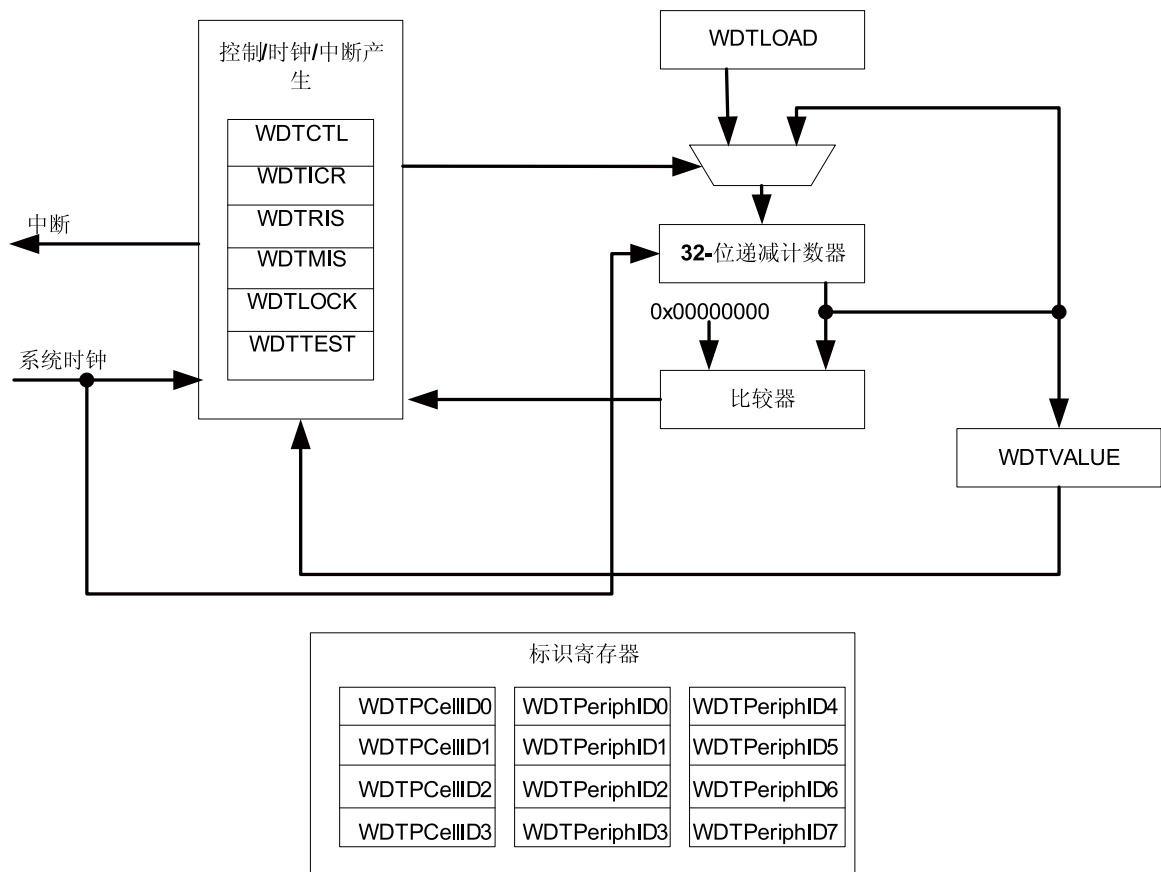 控制/时钟/中断产
生
WDTCTL
WDTICR
WDTRIS
WDTMIS
WDTLOCK
WDTTEST
中断
系统时钟
WDTLOAD
32-位递减计数器
0x00000000
比较器
WDTVALUE
标识寄存器
WDTPCellID0
WDTPCellID1
WDTPCellID2
WDTPCellID3
WDTPeriphID0
WDTPeriphID1
WDTPeriphID2
WDTPeriphID3
WDTPeriphID4
WDTPeriphID5
WDTPeriphID6
WDTPeriphID7